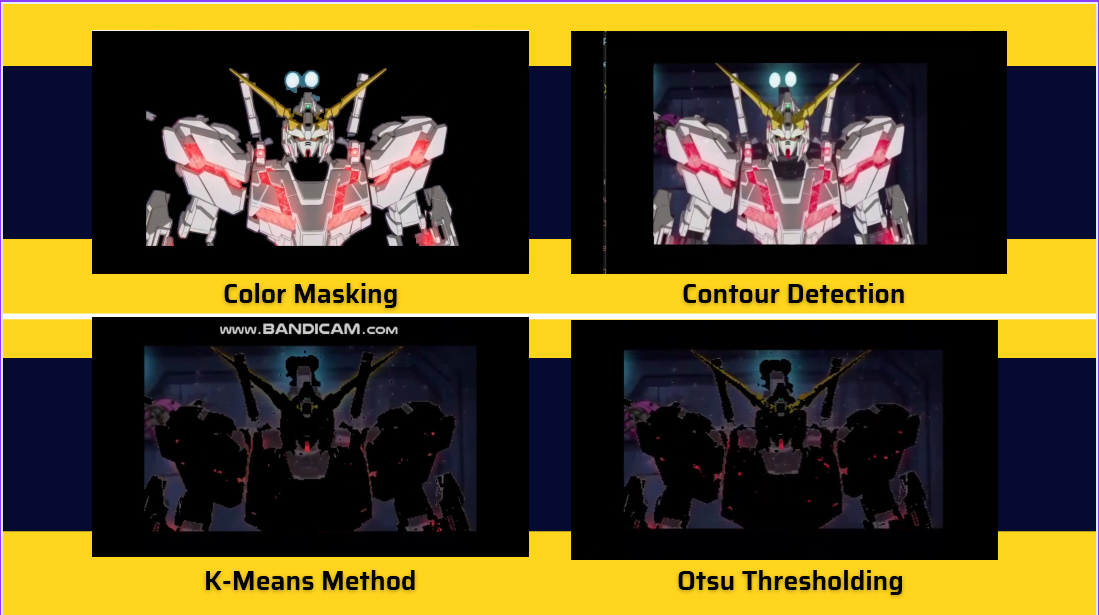 Color Masking
Contour Detection
www.BANDICAM.com
K-Means Method
Otsu Thresholding